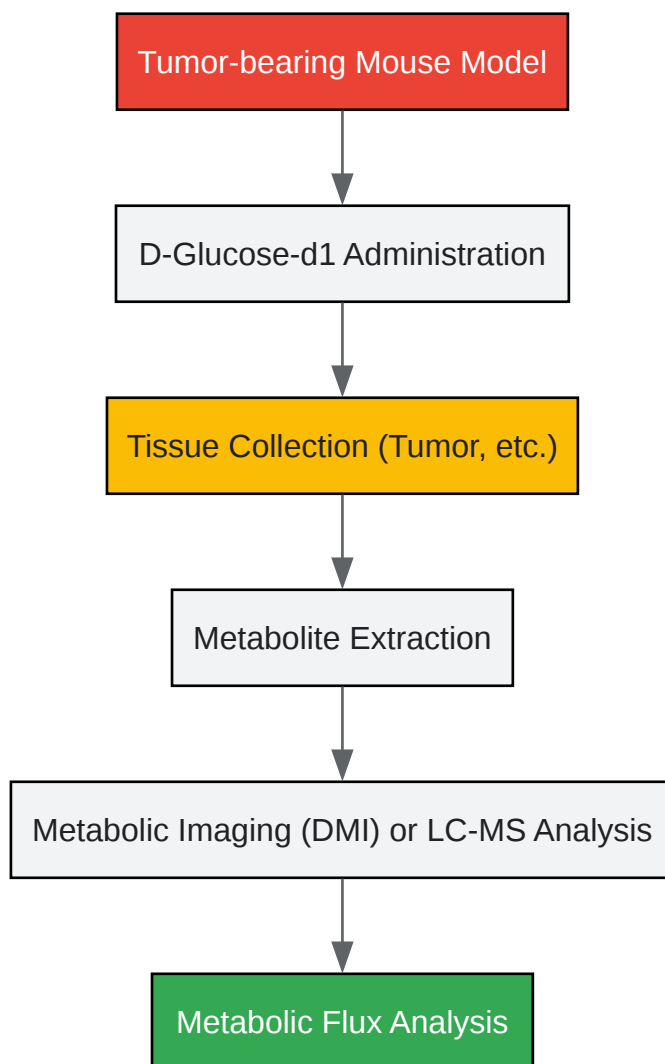 Tumor-bearing Mouse Model
D-Glucose-d1 Administration
Tissue Collection (Tumor, etc.)
Metabolite Extraction
Metabolic Imaging (DMI) or LC-MS Analysis
Metabolic Flux Analysis